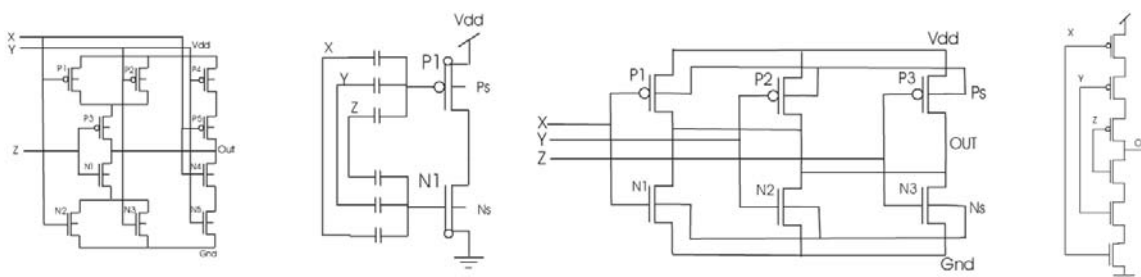 X
Y
Vdd
P1
P2
P4
P3
P5
Z
Out
N1
N4
N2
N3
N5
Gnd
Vdd
X
P1
Y
Ps
Z
N1
Ns
Vdd
P1
P2
P3
Ps
X
Y
Z
OUT
N1
N2
N3
Ns
Gnd
X
Y
Z